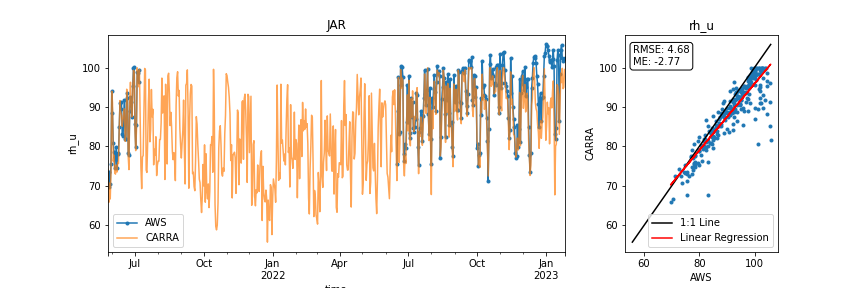 JAR
rh_u
100
90
80
70
60
Jul
Oct
Jan
2022
Apr
Jul
Oct
Jan
2023
time
AWS
CARRA
rh_u
CARRA
100
90
80
70
60
60
80
100
AWS
RMSE: 4.68
ME: -2.77
1:1 Line
Linear Regression